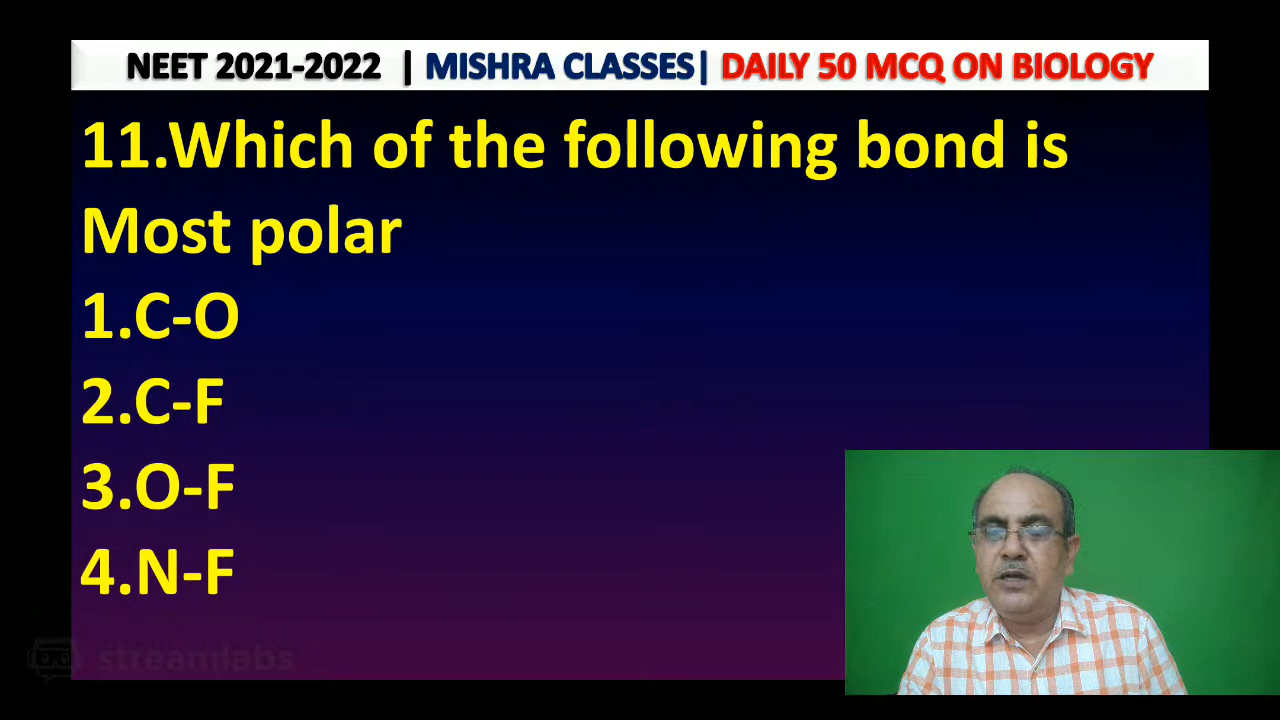 NEET 2021-2022 | MISHRA CLASSES| DAILY 50 MCQ ON BIOLOGY
11.Which of the following bond is
Most polar
1.C-O
2.C-F
3.O-F
4.N-F
streamlabs